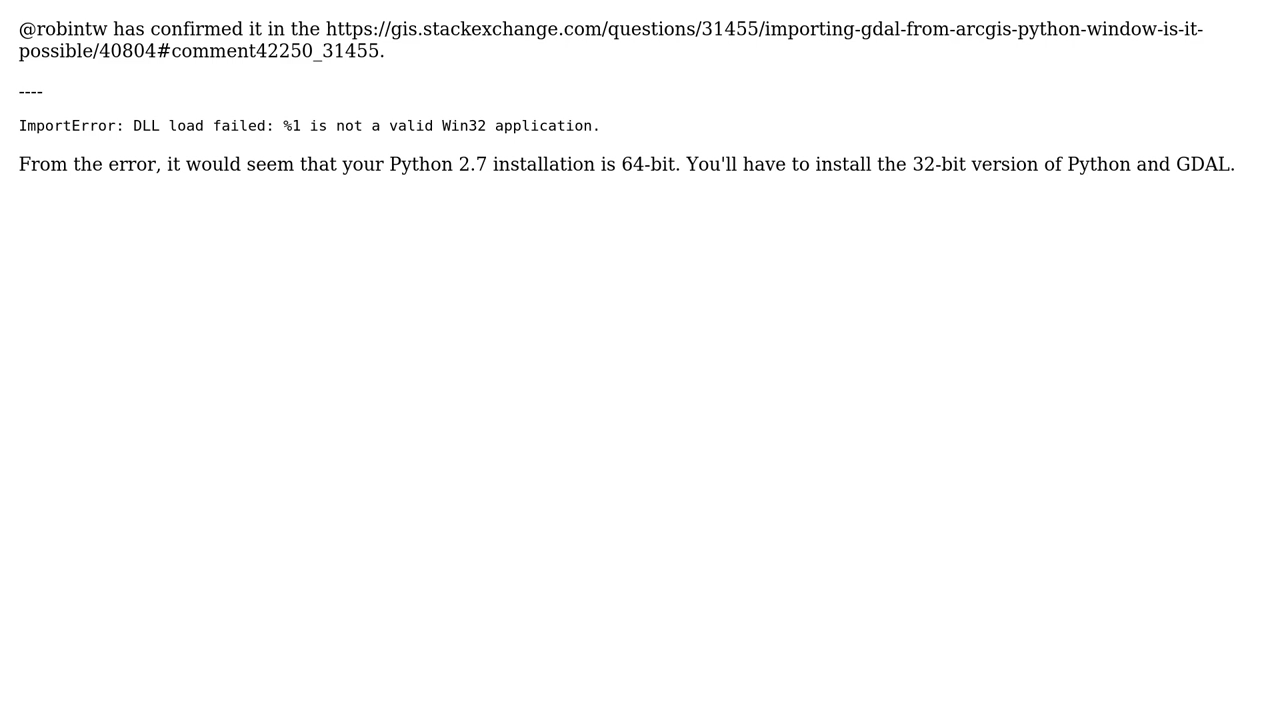 @robintw has confirmed it in the https://gis.stackexchange.com/questions/31455/importing-gdal-from-arcgis-python-window-is-it-
possible/40804#comment42250_31455.
----
ImportError: DLL load failed: %1 is not a valid Win32 application.
From the error, it would seem that your Python 2.7 installation is 64-bit. You'll have to install the 32-bit version of Python and GDAL.